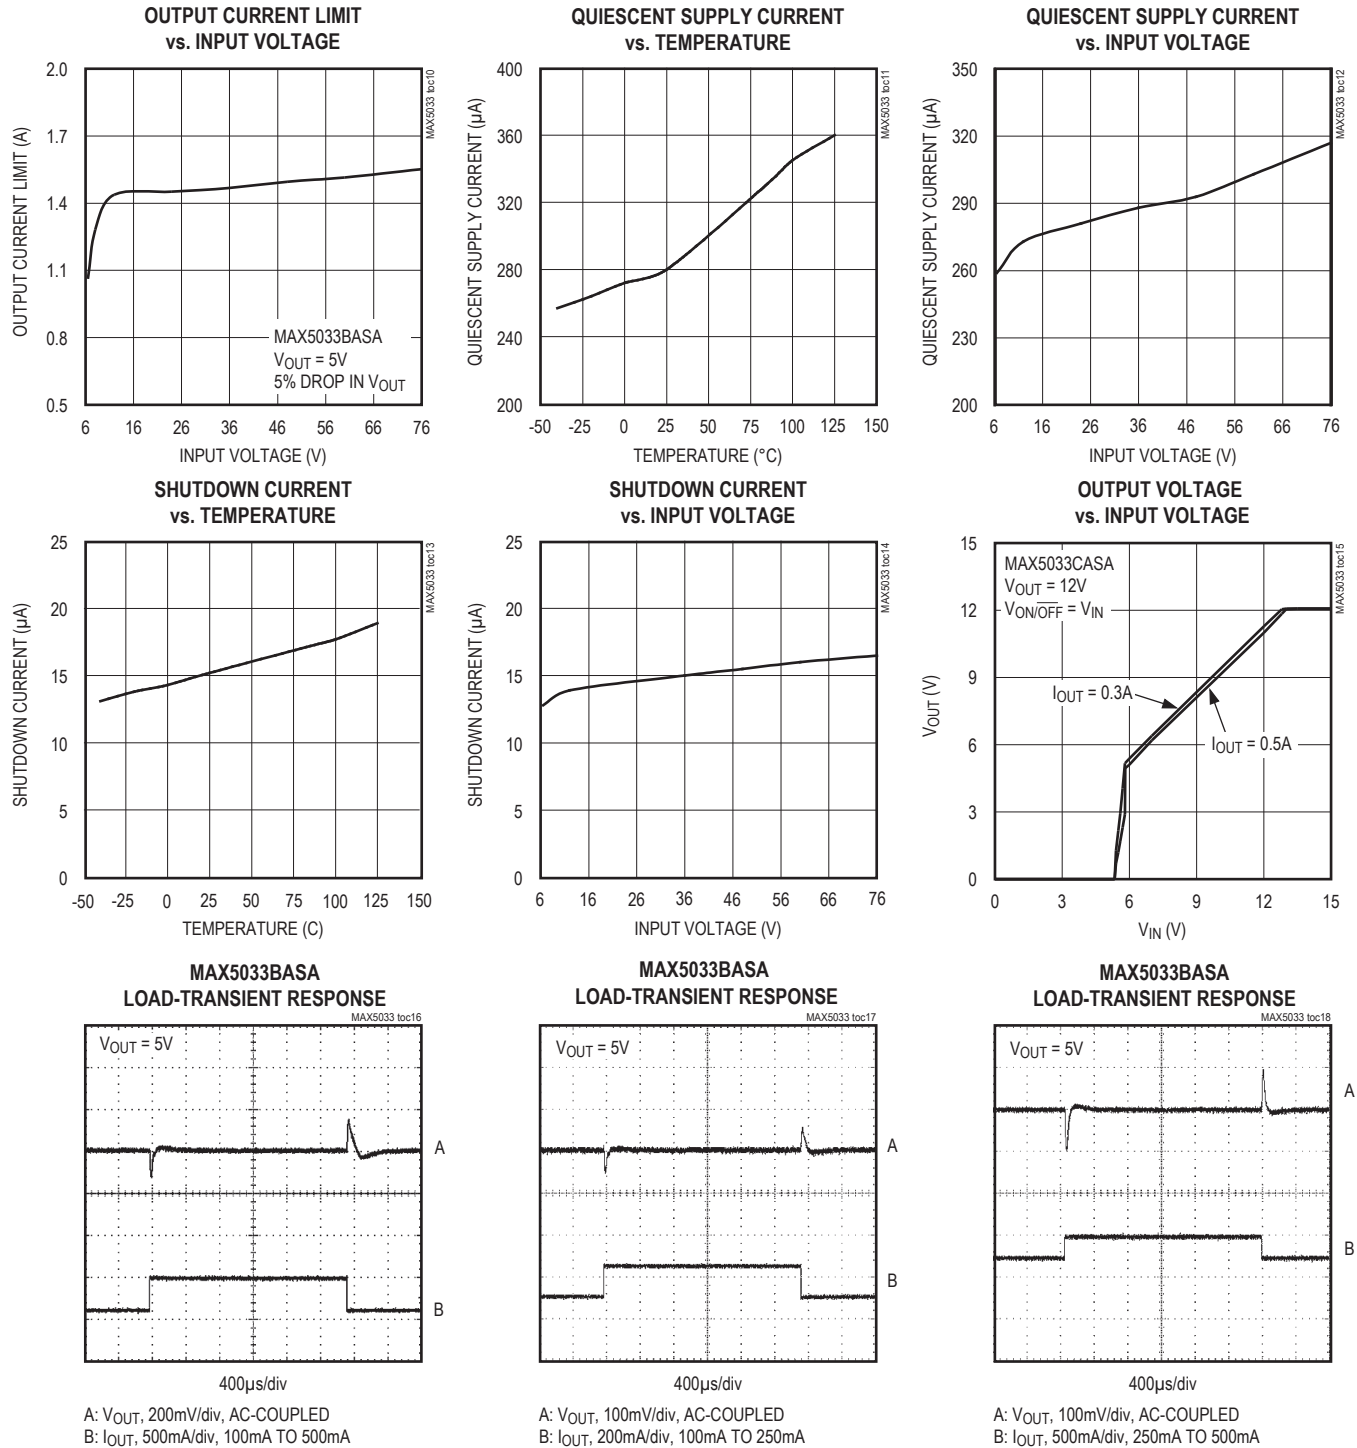 OUTPUT CURRENT LIMIT
vs. INPUT VOLTAGE
MAX5033 toc10
OUTPUT CURRENT LIMIT (A)
2.0
1.7
1.4
1.1
0.8
0.5
MAX5033BASA
VOUT = 5V
5% DROP IN VOUT
6 16 26 36 46 56 66 76
INPUT VOLTAGE (V)
QUIESCENT SUPPLY CURRENT
vs. TEMPERATURE
MAX5033 toc11
QUIESCENT SUPPLY CURRENT (µA)
400
360
320
280
240
200
-50 -25 0 25 50 75 100 125 150
TEMPERATURE (°C)
QUIESCENT SUPPLY CURRENT
vs. INPUT VOLTAGE
MAX5033 toc12
QUIESCENT SUPPLY CURRENT (µA)
350
320
290
260
230
200
6 16 26 36 46 56 66 76
INPUT VOLTAGE (V)
SHUTDOWN CURRENT
vs. TEMPERATURE
MAX5033 toc13
SHUTDOWN CURRENT (µA)
25
20
15
10
5
0
-50 -25 0 25 50 75 100 125 150
TEMPERATURE (C)
SHUTDOWN CURRENT
vs. INPUT VOLTAGE
MAX5033 toc14
SHUTDOWN CURRENT (µA)
25
20
15
10
5
0
6 16 26 36 46 56 66 76
INPUT VOLTAGE (V)
OUTPUT VOLTAGE
vs. INPUT VOLTAGE
MAX5033 toc15
VOUT (V)
15
12
9
6
3
0
MAX5033CASA
VOUT = 12V
VON/OFF = VIN
IOUT = 0.3A
IOUT = 0.5A
0 3 6 9 12 15
VIN (V)
MAX5033BASA
LOAD-TRANSIENT RESPONSE
MAX5033 toc16
VOUT = 5V
A
B
400µs/div
A: VOUT, 200mV/div, AC-COUPLED
B: IOUT, 500mA/div, 100mA TO 500mA
MAX5033BASA
LOAD-TRANSIENT RESPONSE
MAX5033 toc17
VOUT = 5V
A
B
400µs/div
A: VOUT, 100mV/div, AC-COUPLED
B: IOUT, 200mA/div, 100mA TO 250mA
MAX5033BASA
LOAD-TRANSIENT RESPONSE
MAX5033 toc18
VOUT = 5V
A
B
400µs/div
A: VOUT, 100mV/div, AC-COUPLED
B: IOUT, 500mA/div, 250mA TO 500mA